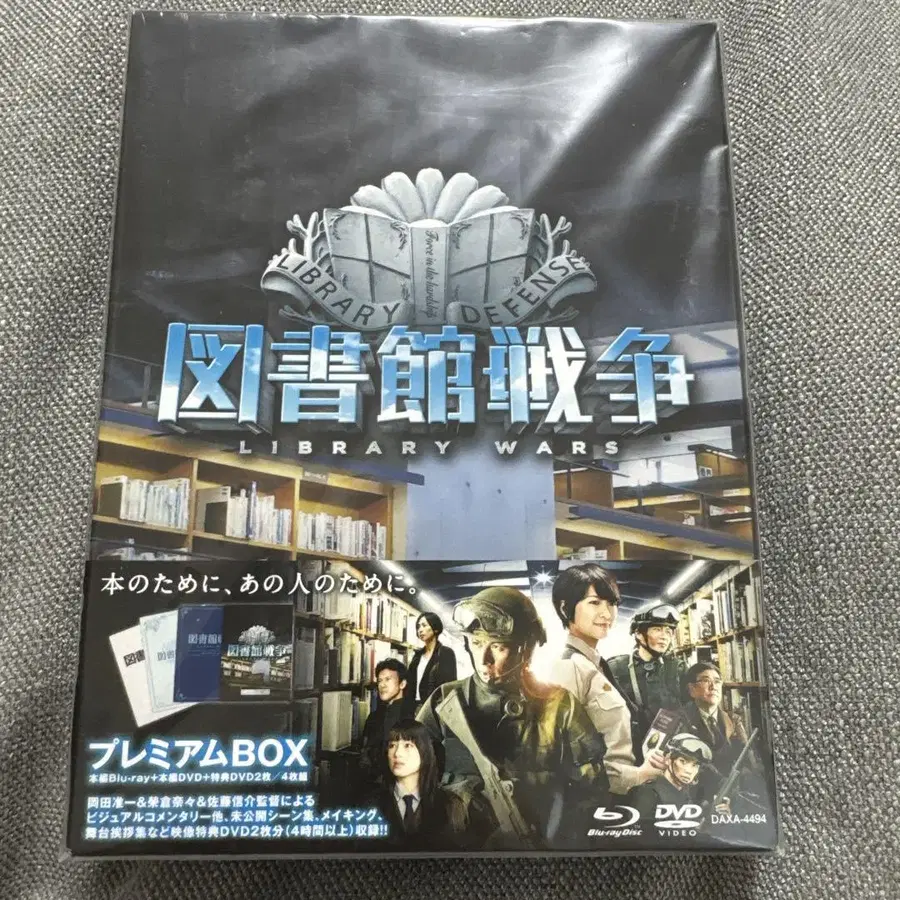 Force in the hardship
LIBRARY DEFENSE
図書館戦争
LIBRARY WARS
本のために、あの人のために。
図書館戦争
プレミアムBOX
本編Blu-ray+本編DVD+特典DVD2枚/4枚組
岡田准一&榮倉奈々&佐藤信介監督による
ビジュアルコメンタリー他、未公開シーン集、メイキング、
舞台挨拶集など映像特典DVD2枚分(4時間以上)収録!!
Blu-ray Disc
DVD
VIDEO
DAXA-4494